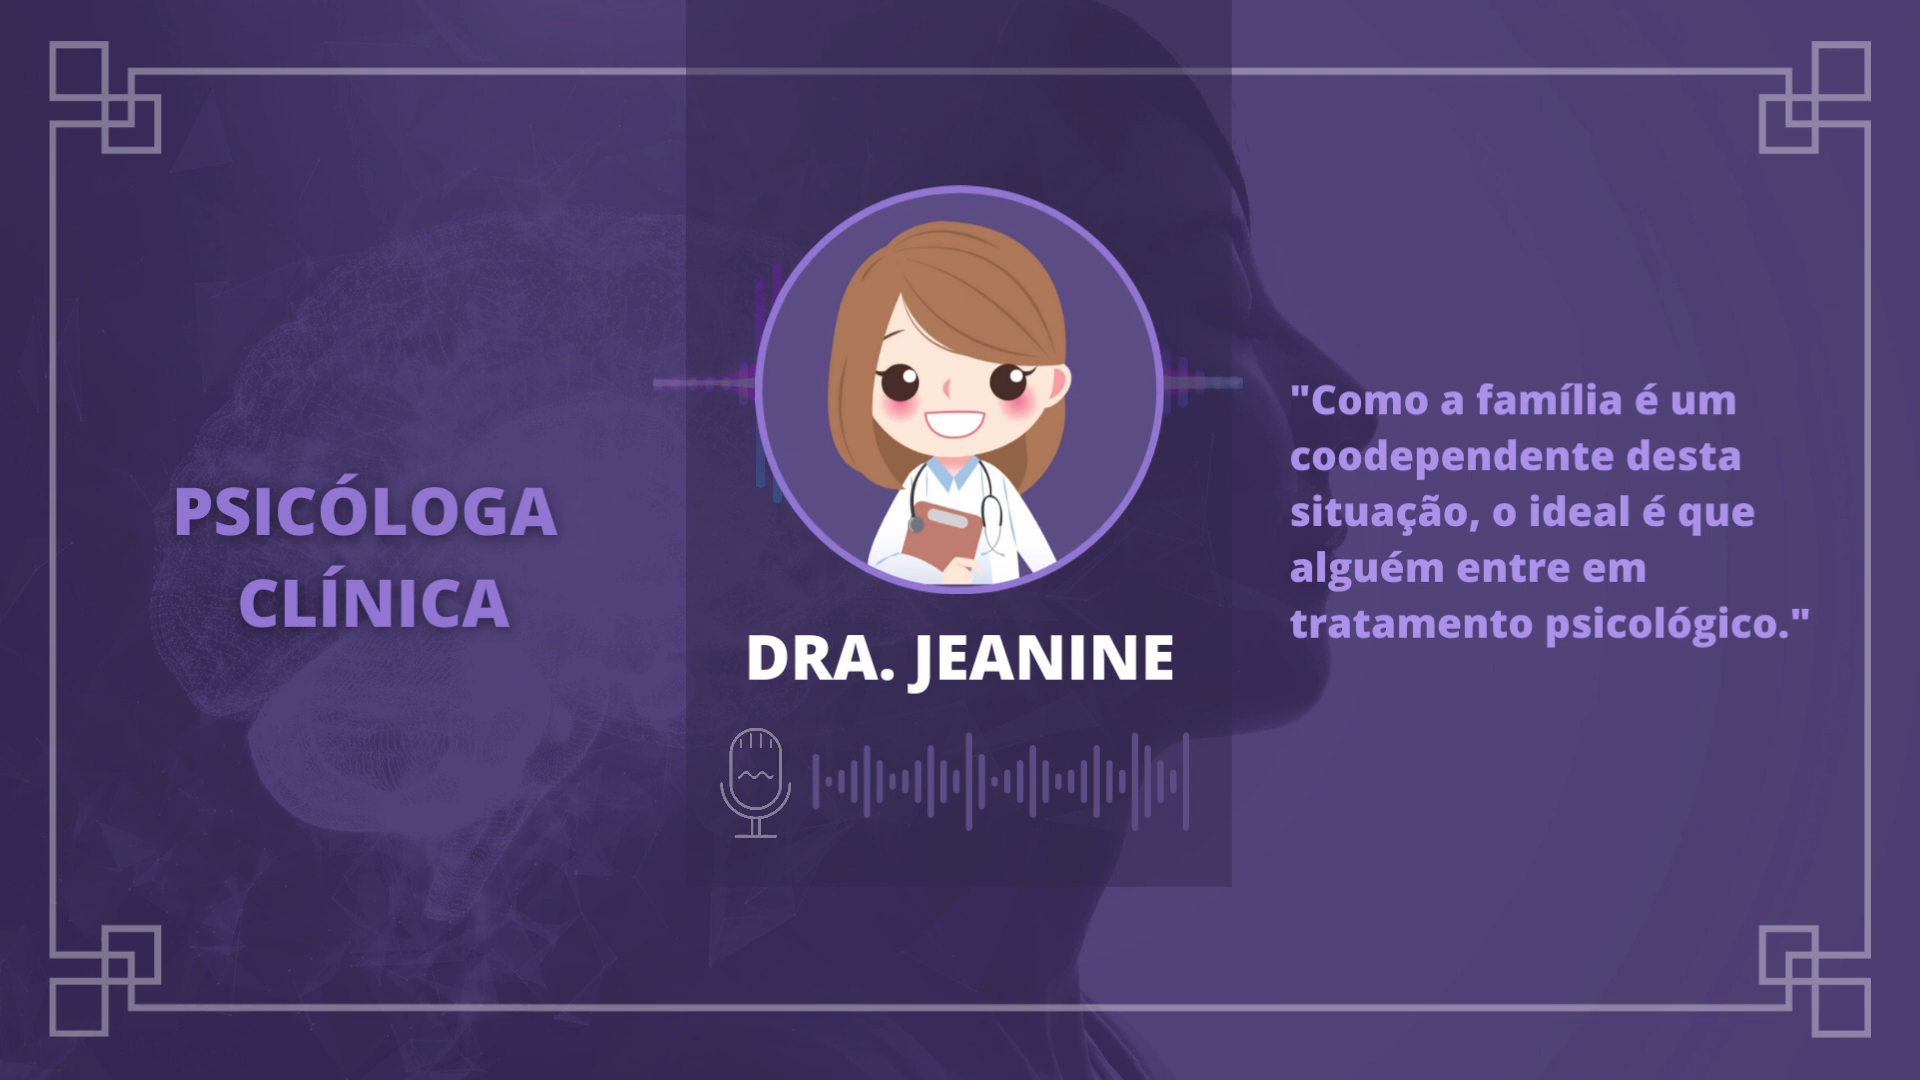 PSICÓLOGA
CLÍNICA
DRA. JEANINE
"Como a família é um
coodependente desta
situação, o ideal é que
alguém entre em
tratamento psicológico."